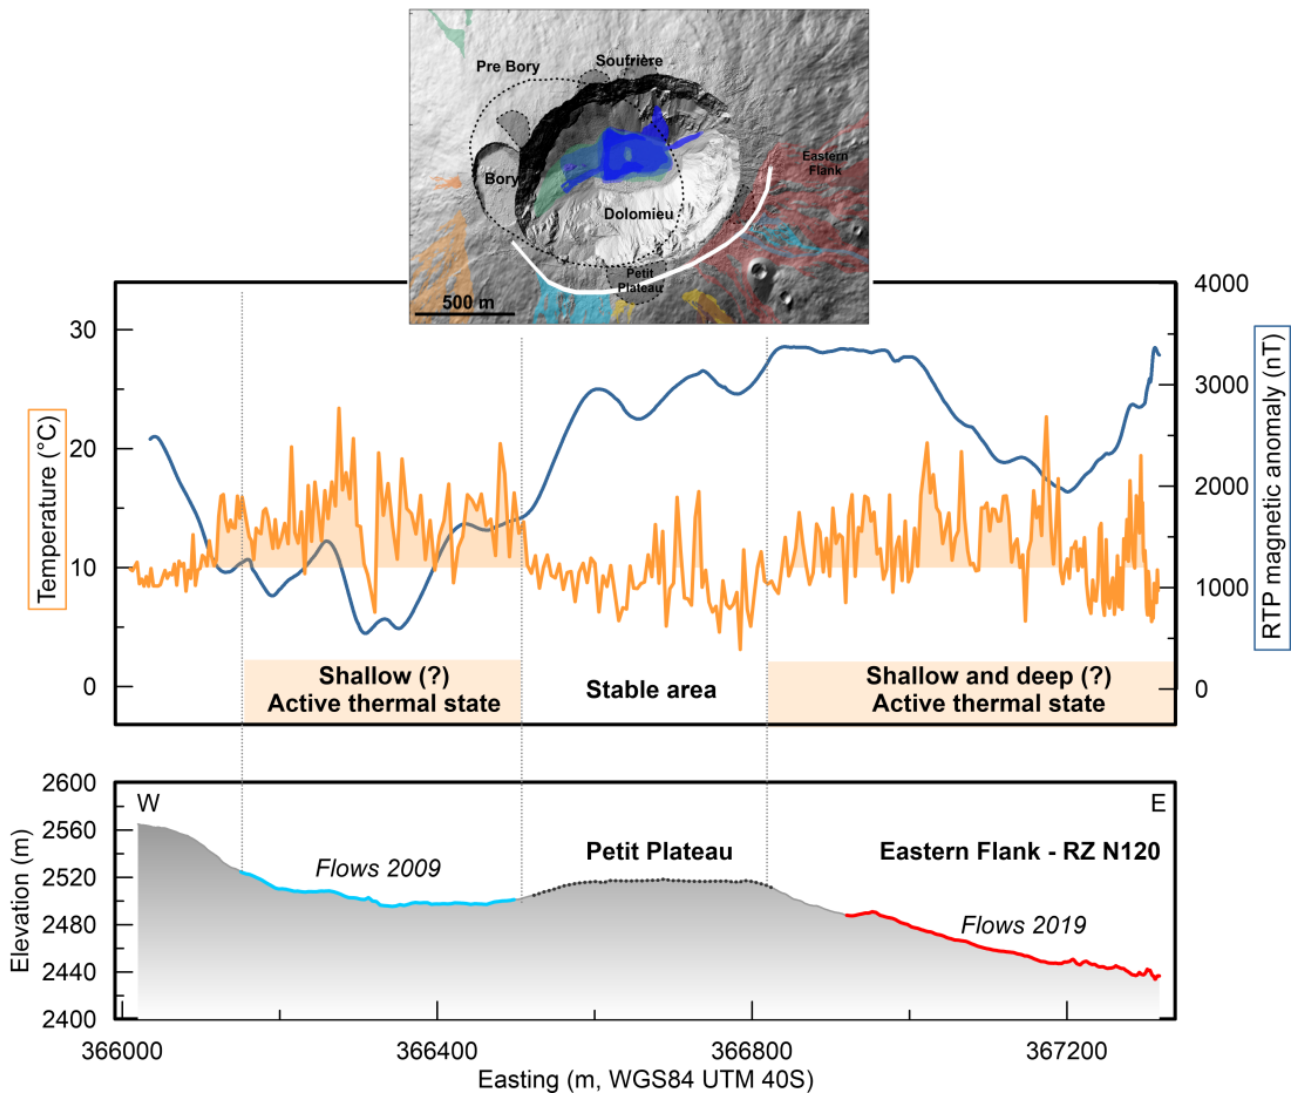 Pre Bory
Soufrière
Eastern
Flank
Bory
Dolomieu
Petit
Plateau
500 m
Temperature (°C)
30
20
10
0
4000
3000
2000
1000
0
RTP magnetic anomaly (nT)
Shallow (?)
Active thermal state
Stable area
Shallow and deep (?)
Active thermal state
Elevation (m)
2600
2560
2520
2480
2440
2400
W
E
Flows 2009
Petit Plateau
Eastern Flank - RZ N120
Flows 2019
366000
366400
366800
367200
Easting (m, WGS84 UTM 40S)